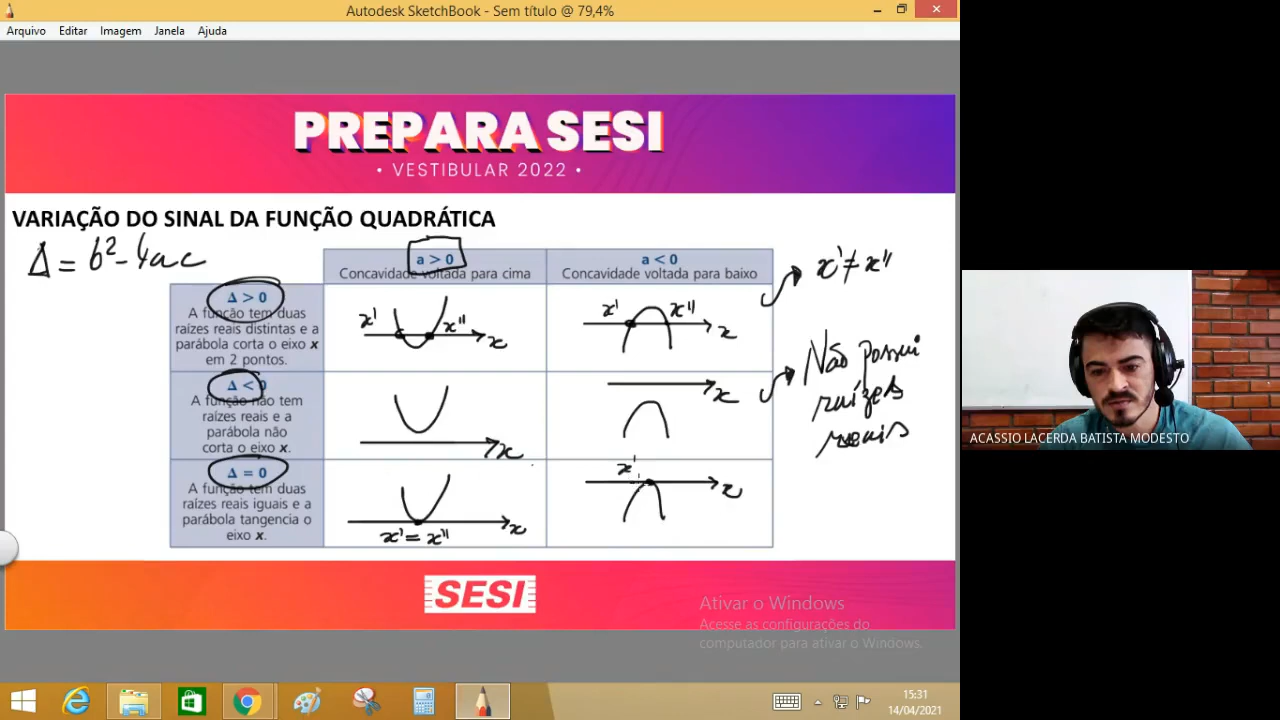 Autodesk SketchBook - Sem título @ 79,4%
Arquivo Editar Imagem Janela Ajuda
PREPARA SESI
• VESTIBULAR 2022 •
VARIAÇÃO DO SINAL DA FUNÇÃO QUADRÁTICA
Δ = b² - 4ac
a > 0
Concavidade voltada para cima
a < 0
Concavidade voltada para baixo
x' ≠ x''
Δ > 0
A função tem duas
raízes reais distintas e a
parábola corta o eixo x
em 2 pontos.
x' x'' x
x' x'' x
Não possui
raízes
reais
Δ < 0
A função não tem
raízes reais e a
parábola não
corta o eixo x.
x
x
Δ = 0
A função tem duas
raízes reais iguais e a
parábola tangencia o
eixo x.
x
x' = x''
x'
x
SESI
Ativar o Windows
Acesse as configurações do
computador para ativar o Windows.
ACASSIO LACERDA BATISTA MODESTO
15:31
14/04/2021